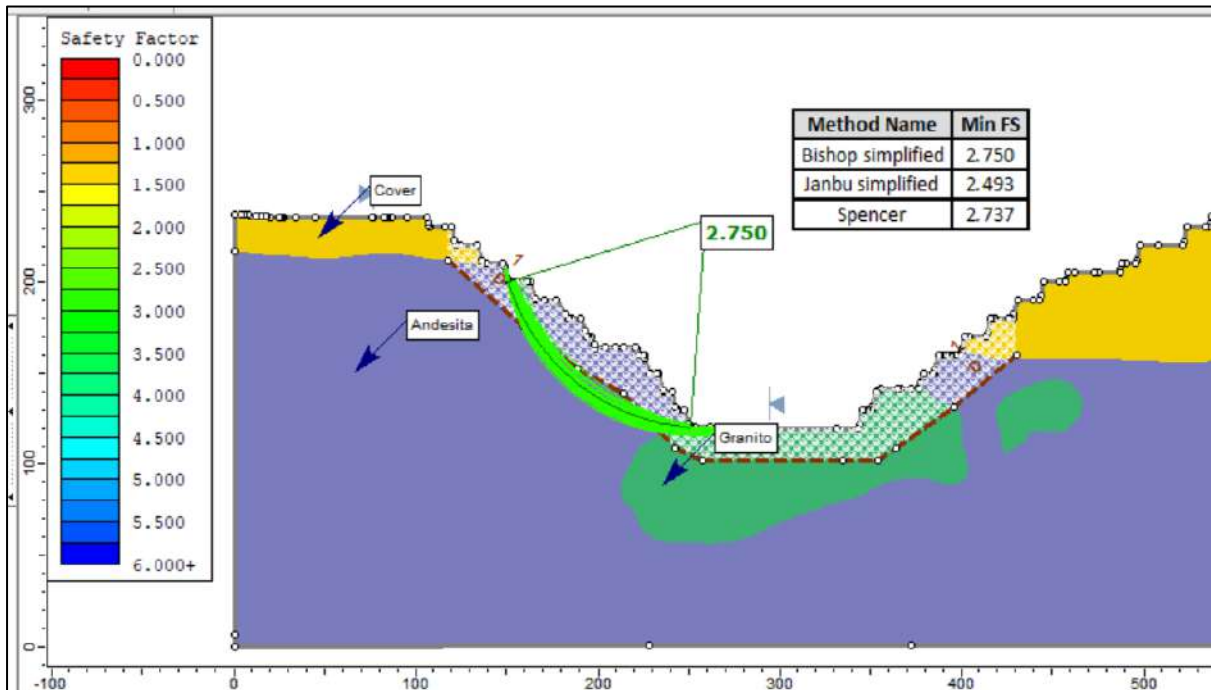 Safety Factor
0.000
0.500
1.000
1.500
2.000
2.500
3.000
3.500
4.000
4.500
5.000
5.500
6.000+
300
200
100
0
Method Name Min FS
Bishop simplified 2.750
Janbu simplified 2.493
Spencer 2.737
Cover
2.750
Andesita
Granito
-100 0 100 200 300 400 500